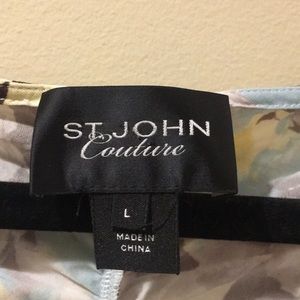 ST. JOHN
Couture
L
MADE IN
CHINA